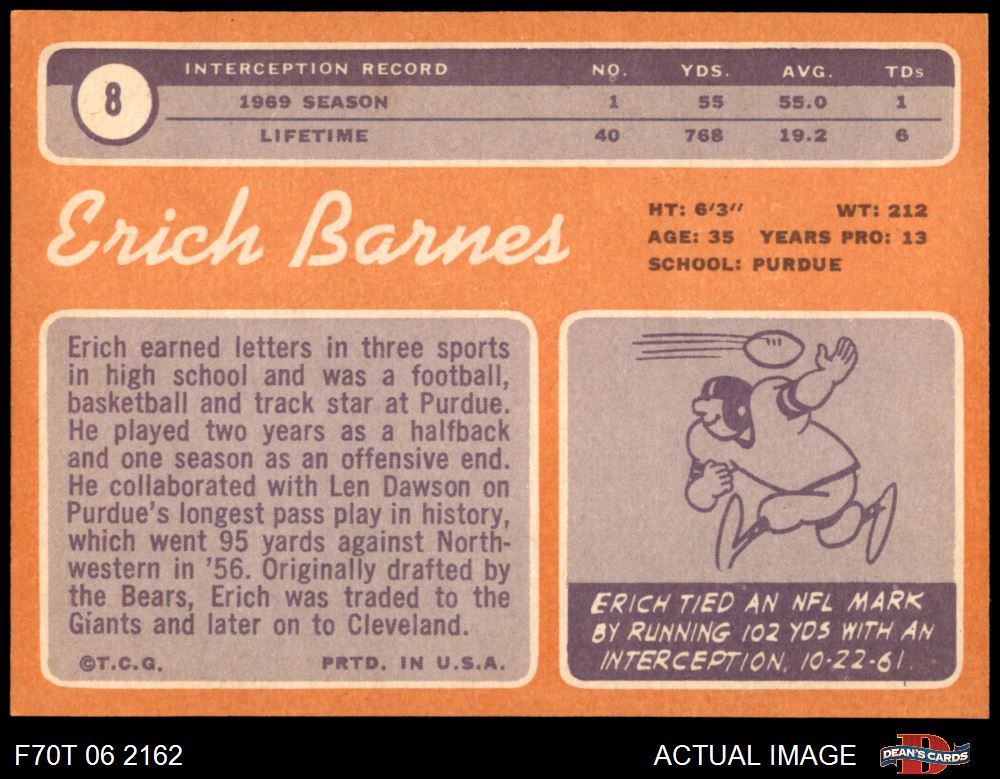 8
INTERCEPTION RECORD NO. YDS. AVG. TDs
1969 SEASON 1 55 55.0 1
LIFETIME 40 768 19.2 6
Erich Barnes
HT: 6'3" WT: 212
AGE: 35 YEARS PRO: 13
SCHOOL: PURDUE
Erich earned letters in three sports
in high school and was a football,
basketball and track star at Purdue.
He played two years as a halfback
and one season as an offensive end.
He collaborated with Len Dawson on
Purdue's longest pass play in history,
which went 95 yards against North-
western in '56. Originally drafted by
the Bears, Erich was traded to the
Giants and later on to Cleveland.
©T.C.G. PRTD. IN U.S.A.
ERICH TIED AN NFL MARK
BY RUNNING 102 YDS WITH AN
INTERCEPTION, 10-22-61.
F70T 06 2162
ACTUAL IMAGE
D
DEAN'S CARDS